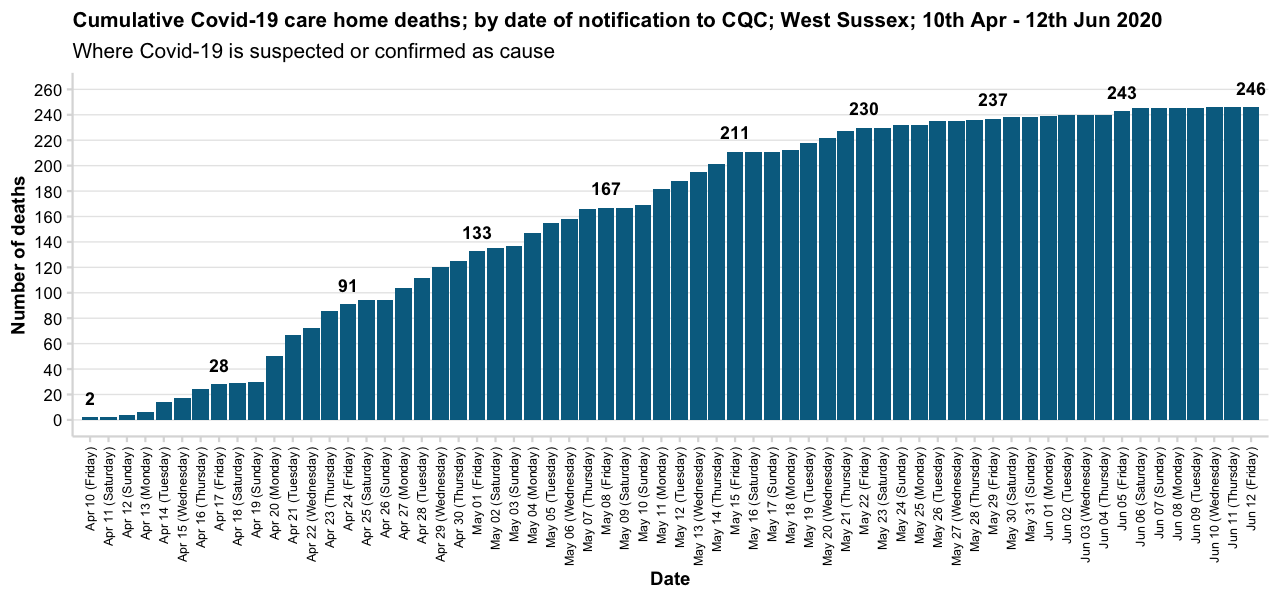 Cumulative Covid-19 care home deaths; by date of notification to CQC; West Sussex; 10th Apr - 12th Jun 2020
Where Covid-19 is suspected or confirmed as cause
Number of deaths
260
240
220
200
180
160
140
120
100
80
60
40
20
0
2
28
91
133
167
211
230
237
243
246
Apr 10 (Friday)
Apr 11 (Saturday)
Apr 12 (Sunday)
Apr 13 (Monday)
Apr 14 (Tuesday)
Apr 15 (Wednesday)
Apr 16 (Thursday)
Apr 17 (Friday)
Apr 18 (Saturday)
Apr 19 (Sunday)
Apr 20 (Monday)
Apr 21 (Tuesday)
Apr 22 (Wednesday)
Apr 23 (Thursday)
Apr 24 (Friday)
Apr 25 (Saturday)
Apr 26 (Sunday)
Apr 27 (Monday)
Apr 28 (Tuesday)
Apr 29 (Wednesday)
Apr 30 (Thursday)
May 01 (Friday)
May 02 (Saturday)
May 03 (Sunday)
May 04 (Monday)
May 05 (Tuesday)
May 06 (Wednesday)
May 07 (Thursday)
May 08 (Friday)
May 09 (Saturday)
May 10 (Sunday)
May 11 (Monday)
May 12 (Tuesday)
May 13 (Wednesday)
May 14 (Thursday)
May 15 (Friday)
May 16 (Saturday)
May 17 (Sunday)
May 18 (Monday)
May 19 (Tuesday)
May 20 (Wednesday)
May 21 (Thursday)
May 22 (Friday)
May 23 (Saturday)
May 24 (Sunday)
May 25 (Monday)
May 26 (Tuesday)
May 27 (Wednesday)
May 28 (Thursday)
May 29 (Friday)
May 30 (Saturday)
May 31 (Sunday)
Jun 01 (Monday)
Jun 02 (Tuesday)
Jun 03 (Wednesday)
Jun 04 (Thursday)
Jun 05 (Friday)
Jun 06 (Saturday)
Jun 07 (Sunday)
Jun 08 (Monday)
Jun 09 (Tuesday)
Jun 10 (Wednesday)
Jun 11 (Thursday)
Jun 12 (Friday)
Date